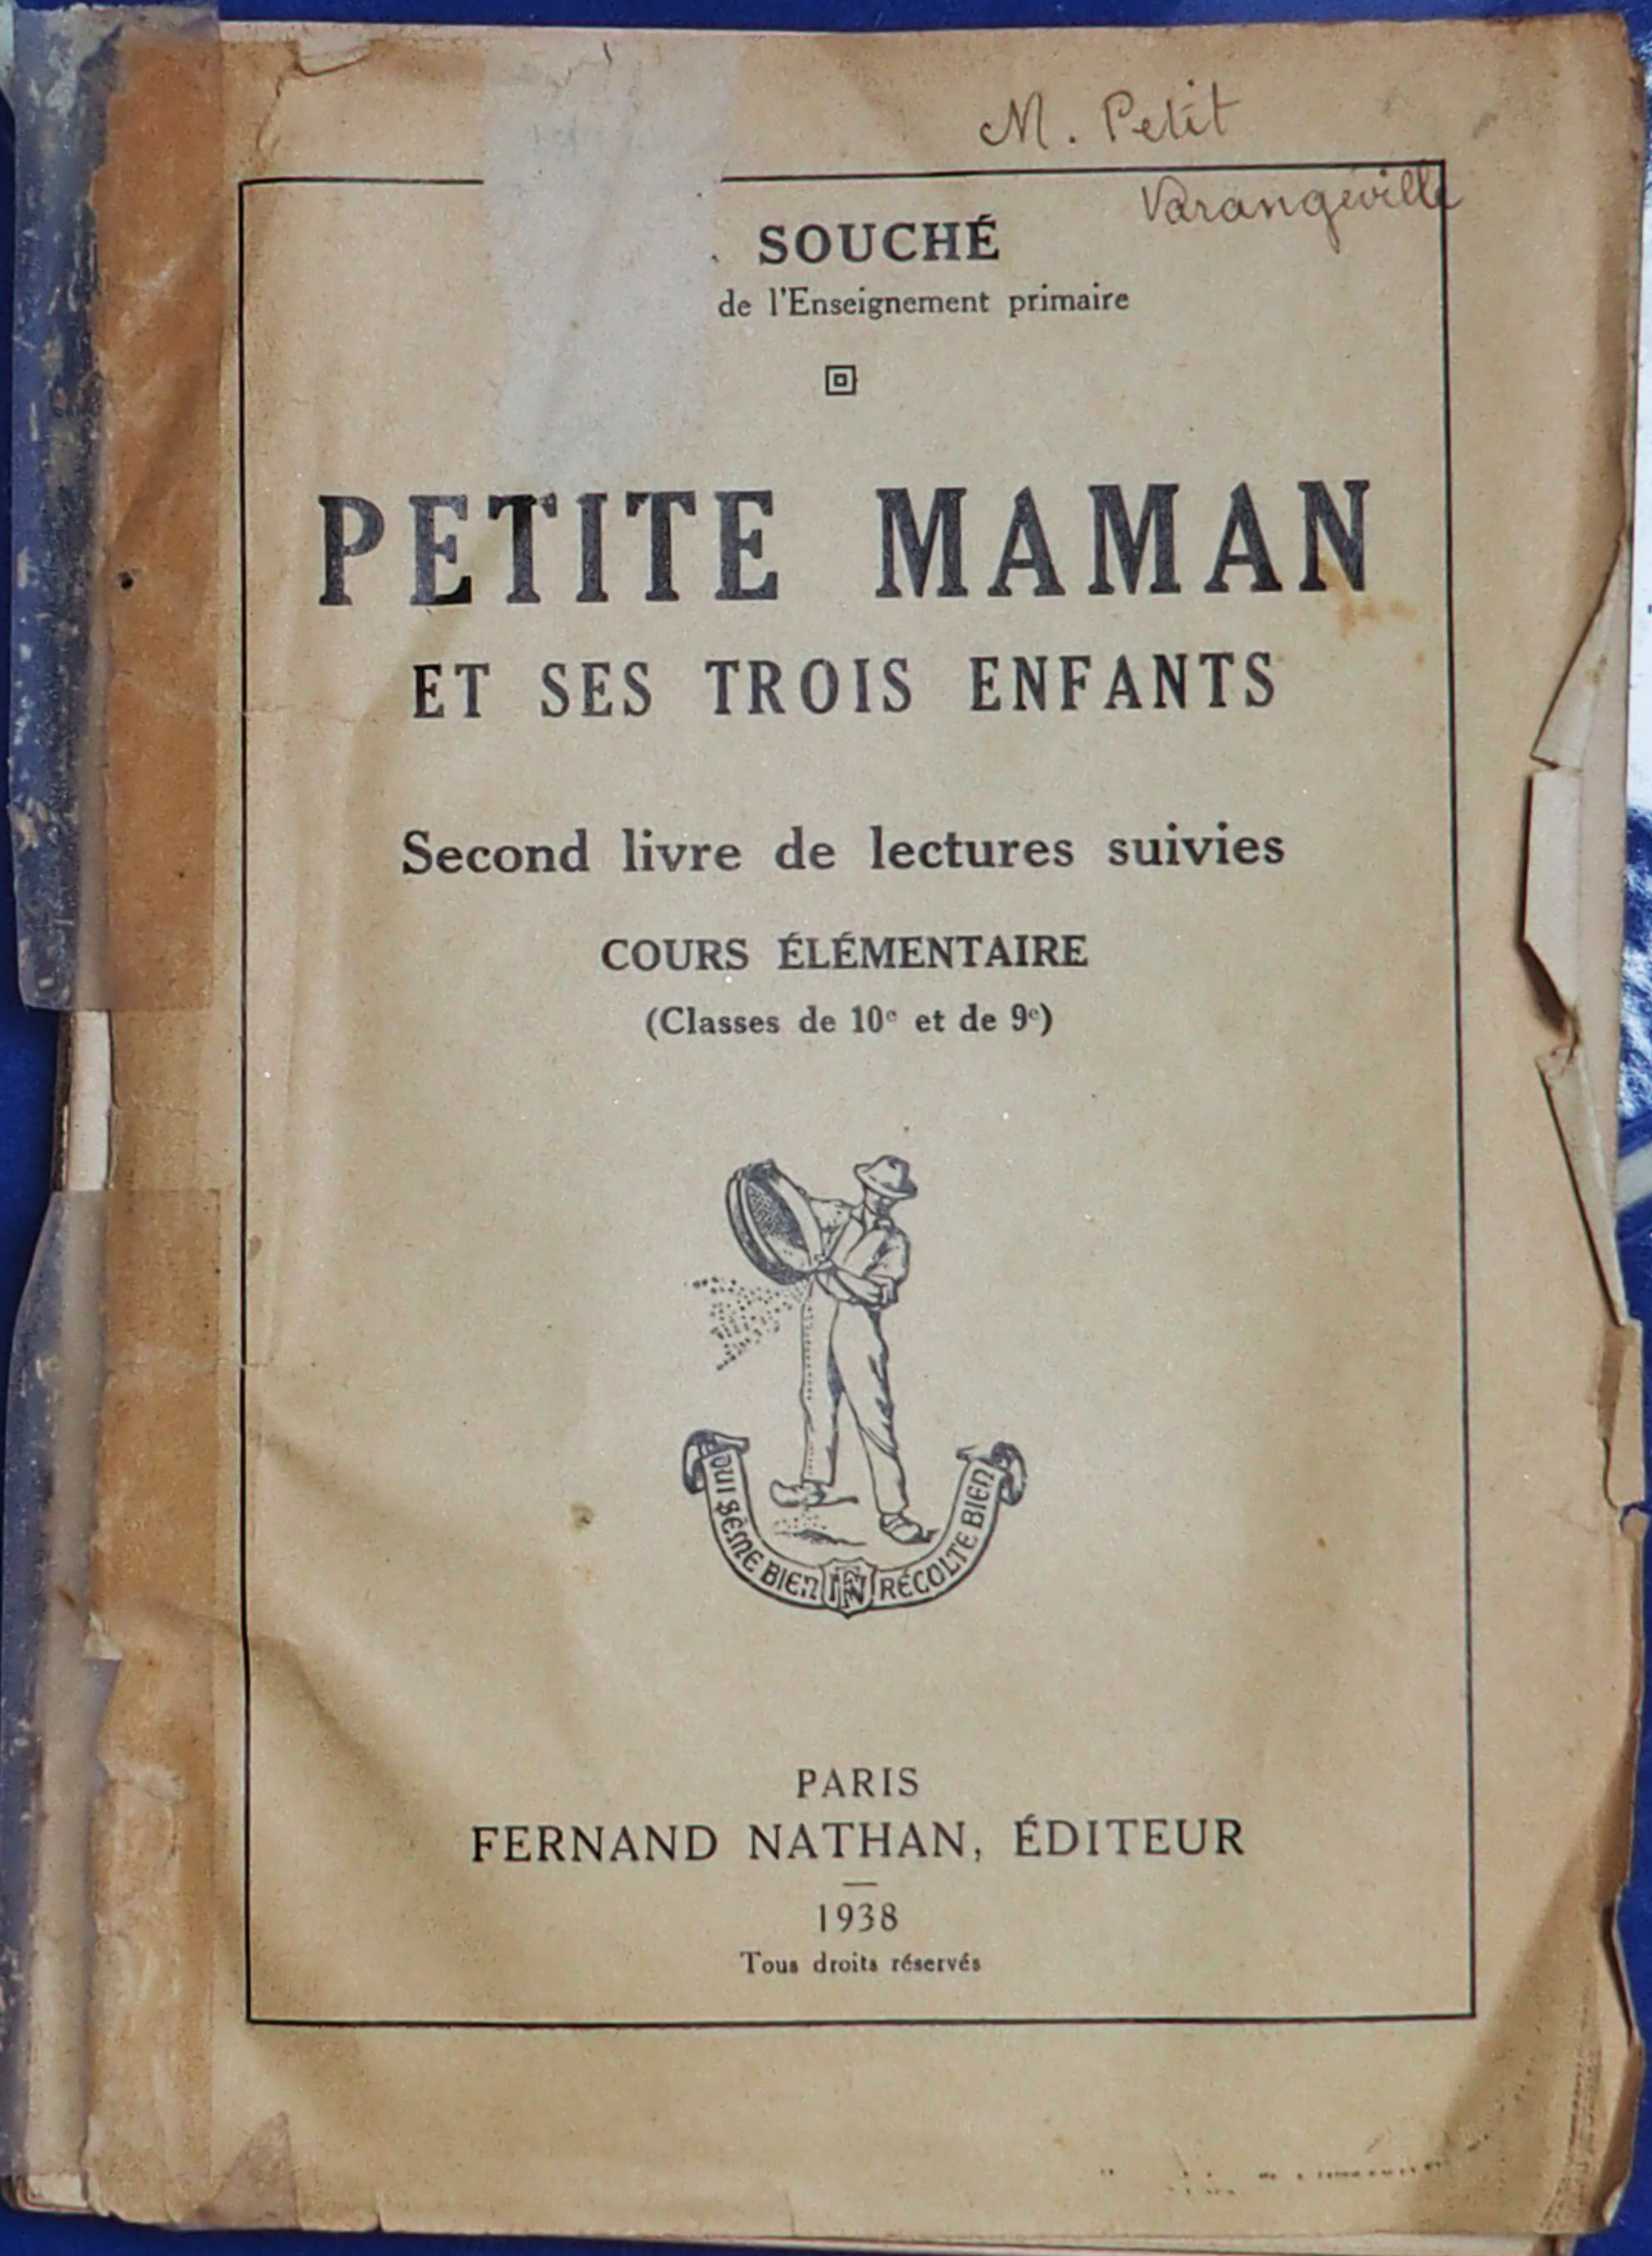 M. Petit
Varangeville
. SOUCHÉ
de l'Enseignement primaire
PETITE MAMAN
ET SES TROIS ENFANTS
Second livre de lectures suivies
COURS ÉLÉMENTAIRE
(Classes de 10e et de 9e)
QUI SÈME BIEN FN RÉCOLTE BIEN
PARIS
FERNAND NATHAN, ÉDITEUR
1938
Tous droits réservés